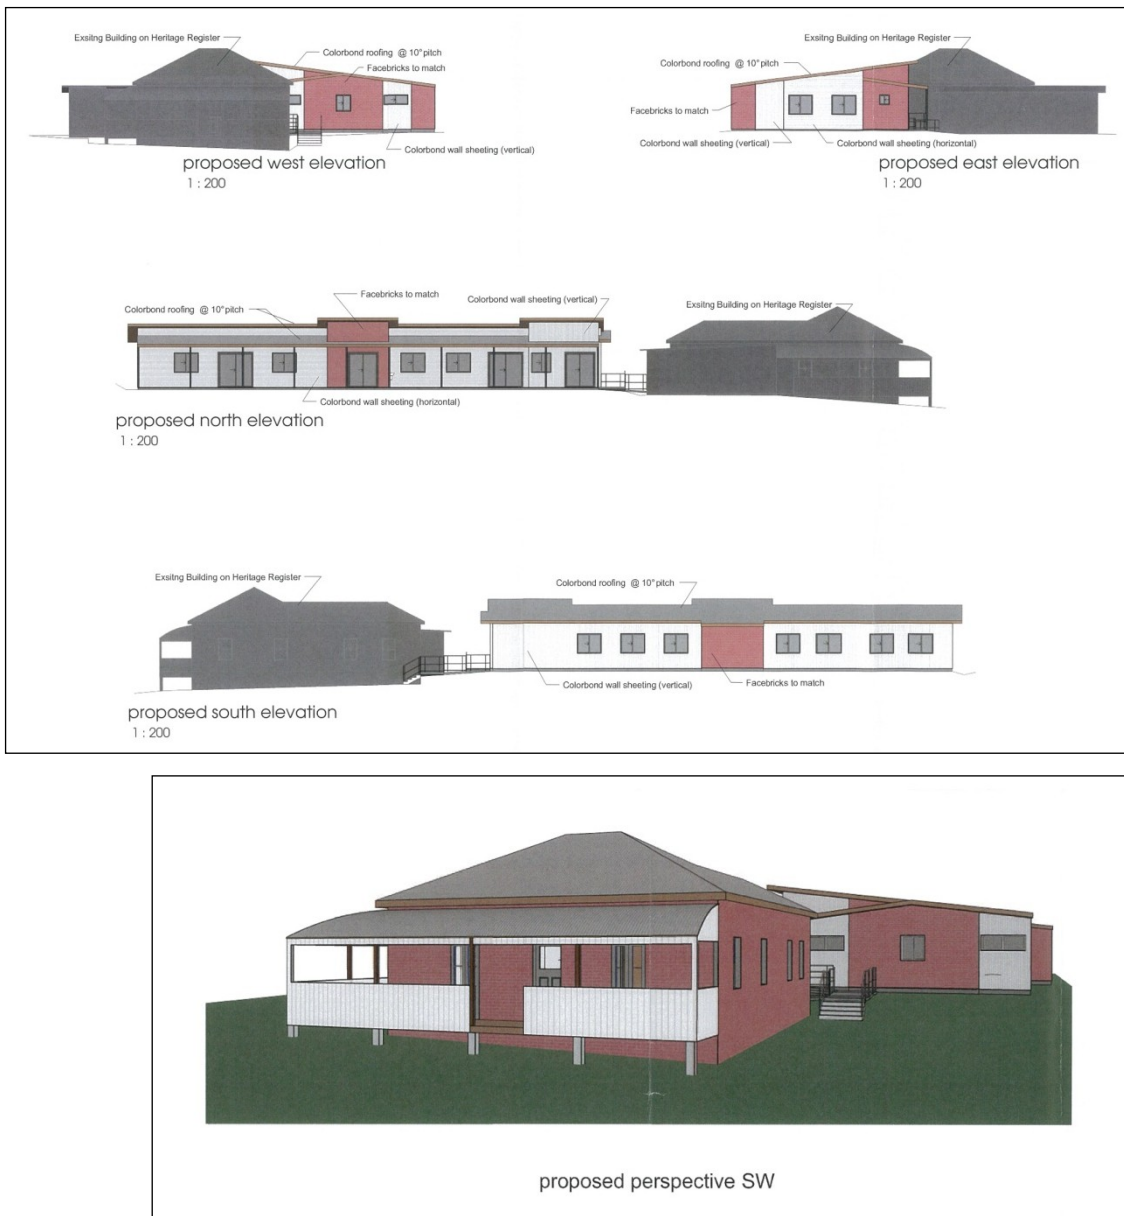 Exsitng Building on Heritage Register
Colorbond roofing @ 10° pitch
Facebricks to match
Colorbond wall sheeting (vertical)
proposed west elevation
1 : 200
Exsitng Building on Heritage Register
Colorbond roofing @ 10° pitch
Facebricks to match
Colorbond wall sheeting (vertical)
Colorbond wall sheeting (horizontal)
proposed east elevation
1 : 200
Facebricks to match
Colorbond wall sheeting (vertical)
Exsitng Building on Heritage Register
Colorbond roofing @ 10° pitch
Colorbond wall sheeting (horizontal)
proposed north elevation
1 : 200
Exsitng Building on Heritage Register
Colorbond roofing @ 10° pitch
Colorbond wall sheeting (vertical)
Facebricks to match
proposed south elevation
1 : 200
proposed perspective SW